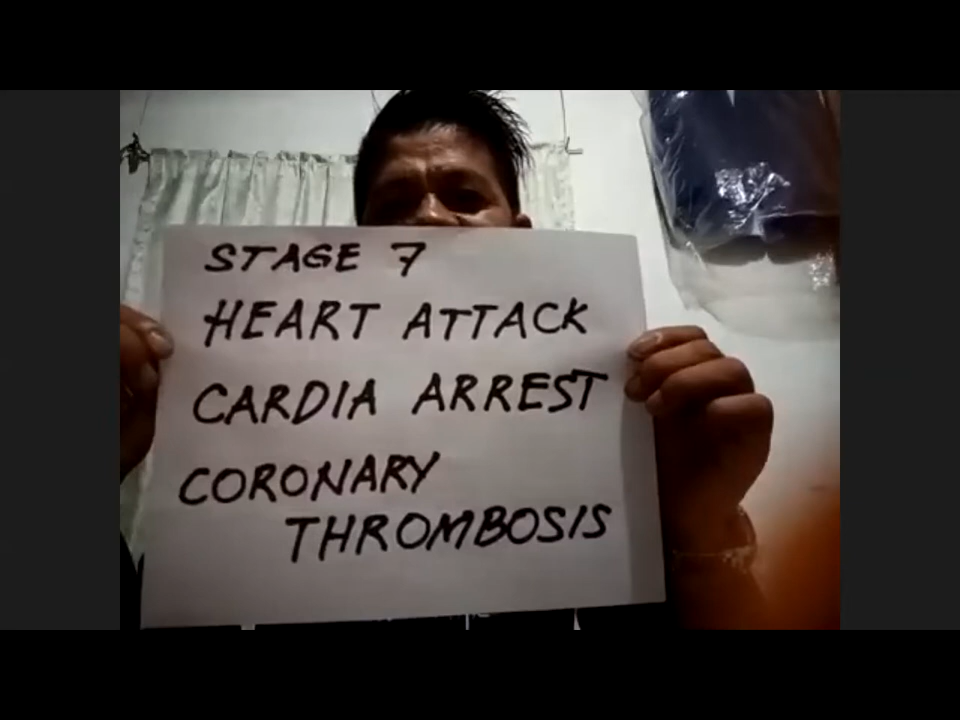 STAGE 7
HEART ATTACK
CARDIA ARREST
CORONARY
THROMBOSIS